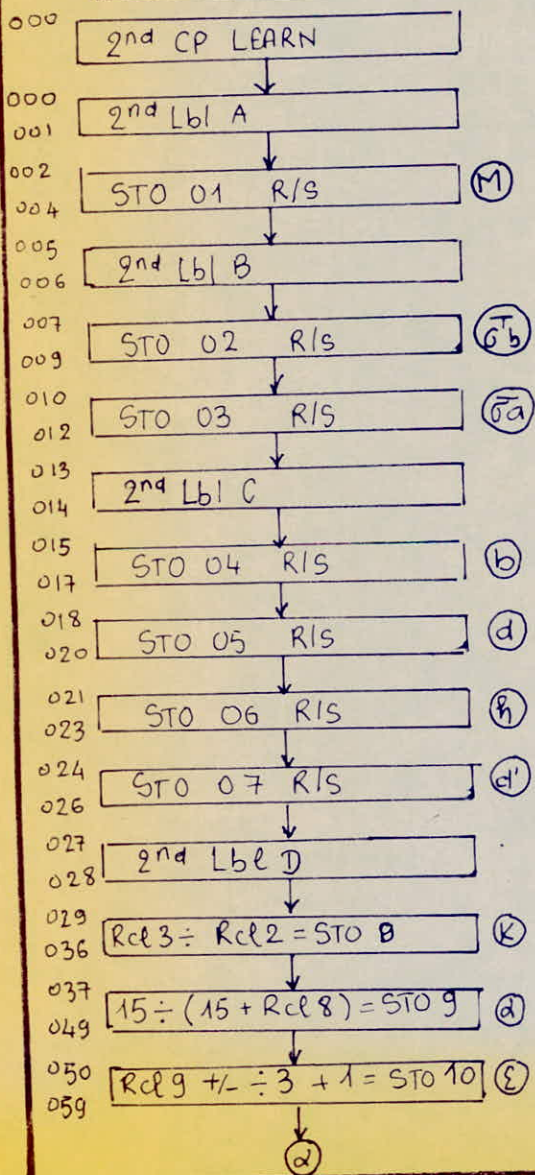 000
2nd CP LEARN
000
001
2nd Lbl A
002
004
STO 01 R/S
M
005
006
2nd Lbl B
007
009
STO 02 R/S
σ̄b
010
012
STO 03 R/S
σ̄a
013
014
2nd Lbl C
015
017
STO 04 R/S
b
018
020
STO 05 R/S
d
021
023
STO 06 R/S
h
024
026
STO 07 R/S
d'
027
028
2nd Lbl D
029
036
Rcl 3 ÷ Rcl 2 = STO 8
K
037
049
15 ÷ (15 + Rcl 8) = STO 9
α
050
059
Rcl 9 +/- ÷ 3 + 1 = STO 10
ε
α